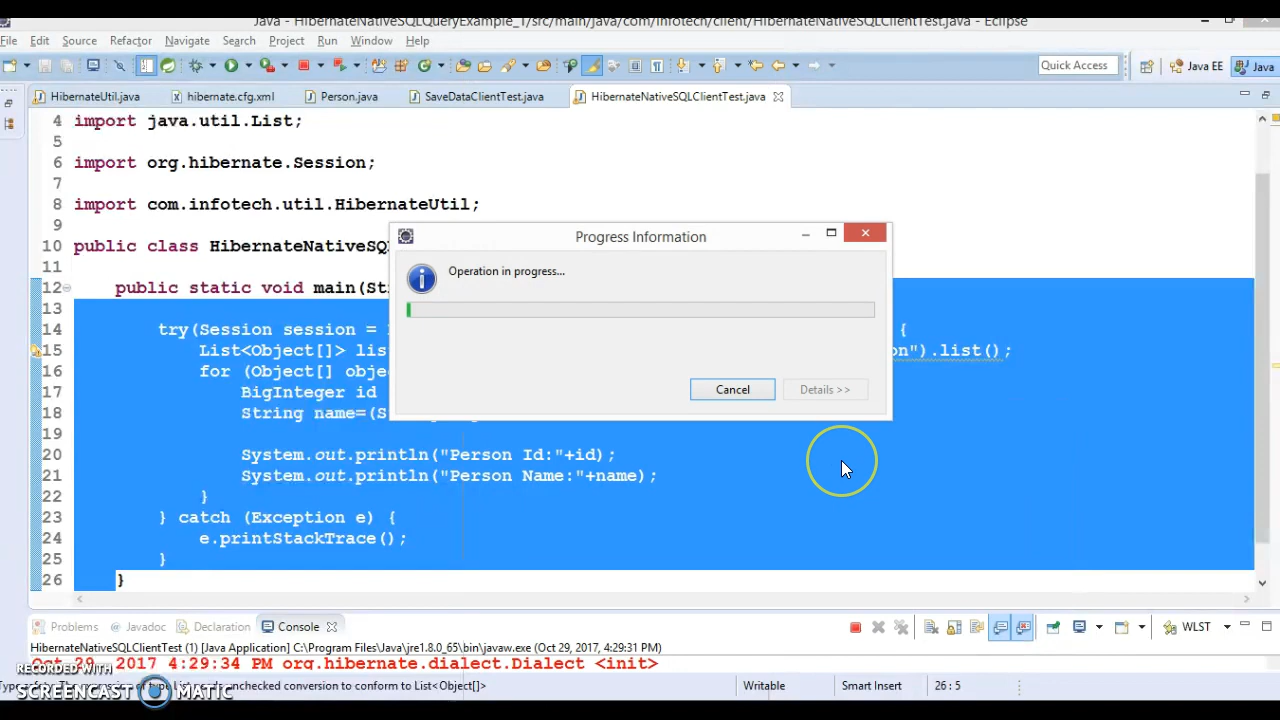 Java - HibernateNativeSQLQueryExample_1/src/main/java/com/infotech/client/HibernateNativeSQLClientTest.java - Eclipse
File Edit Source Refactor Navigate Search Project Run Window Help
Quick Access Java EE Java
HibernateUtil.java hibernate.cfg.xml Person.java SaveDataClientTest.java HibernateNativeSQLClientTest.java
4 import java.util.List;
5
6 import org.hibernate.Session;
7
8 import com.infotech.util.HibernateUtil;
9
10 public class HibernateNativeSQ
11
12 public static void main(St
13
14 try(Session session = {
15 List<Object[]> lis on").list();
16 for (Object[] obje
17 BigInteger id
18 String name=(S
19
20 System.out.println("Person Id:"+id);
21 System.out.println("Person Name:"+name);
22 }
23 } catch (Exception e) {
24 e.printStackTrace();
25 }
26 }
Progress Information
Operation in progress...
Cancel Details >>
Problems Javadoc Declaration Console WLST
HibernateNativeSQLClientTest (1) [Java Application] C:\Program Files\Java\jre1.8.0_65\bin\javaw.exe (Oct 29, 2017, 4:29:31 PM)
Oct 29, 2017 4:29:34 PM org.hibernate.dialect.Dialect <init>
unchecked conversion to conform to List<Object[]> Writable Smart Insert 26 : 5
RECORDED WITH
SCREENCAST MATIC